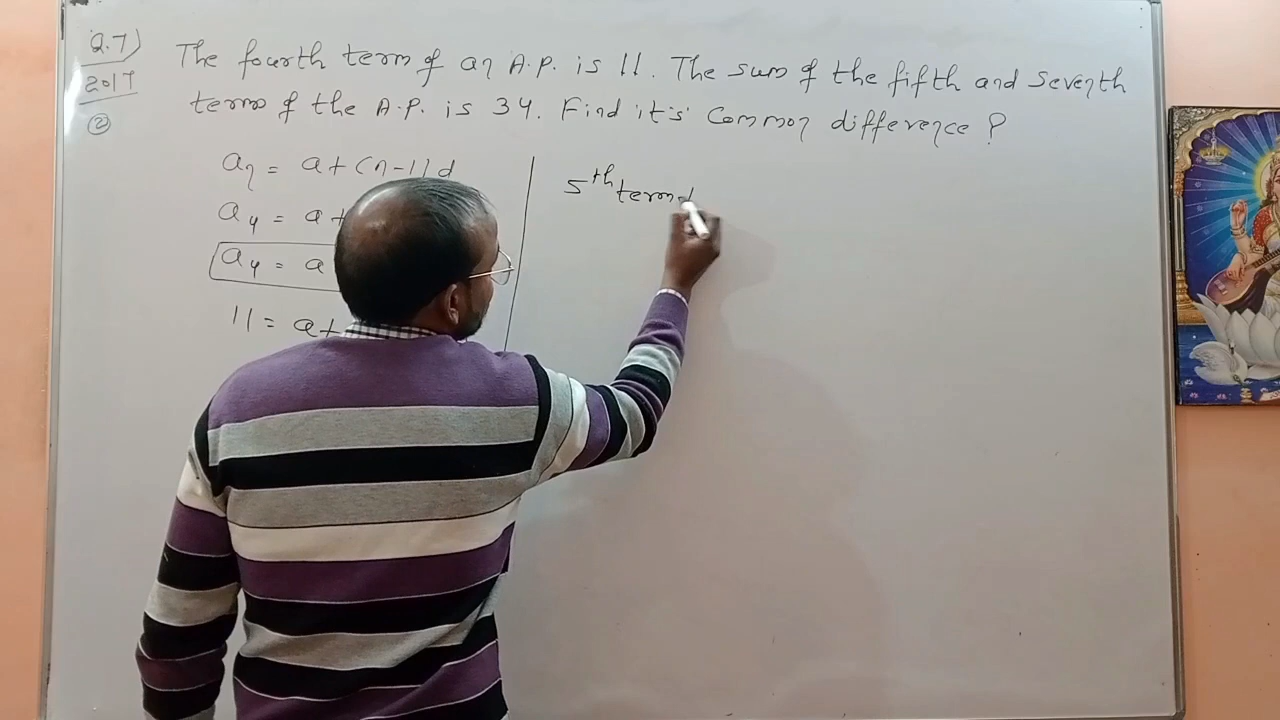 Q.7)
2017
②
The fourth term of an A.P. is 11. The sum of the fifth and seventh
terms of the A.P. is 34. Find it's common difference ?
an = a + (n-1)d
a4 = a +
a4 = a
11 = a+
5th term